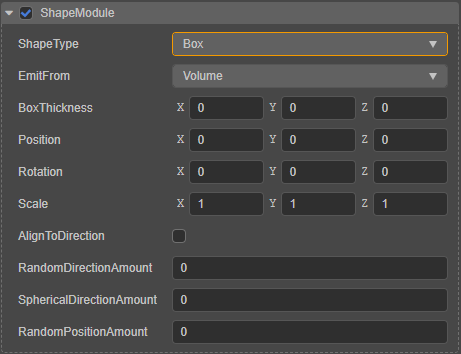 ShapeModule
ShapeType Box
EmitFrom Volume
BoxThickness X 0 Y 0 Z 0
Position X 0 Y 0 Z 0
Rotation X 0 Y 0 Z 0
Scale X 1 Y 1 Z 1
AlignToDirection
RandomDirectionAmount 0
SphericalDirectionAmount 0
RandomPositionAmount 0